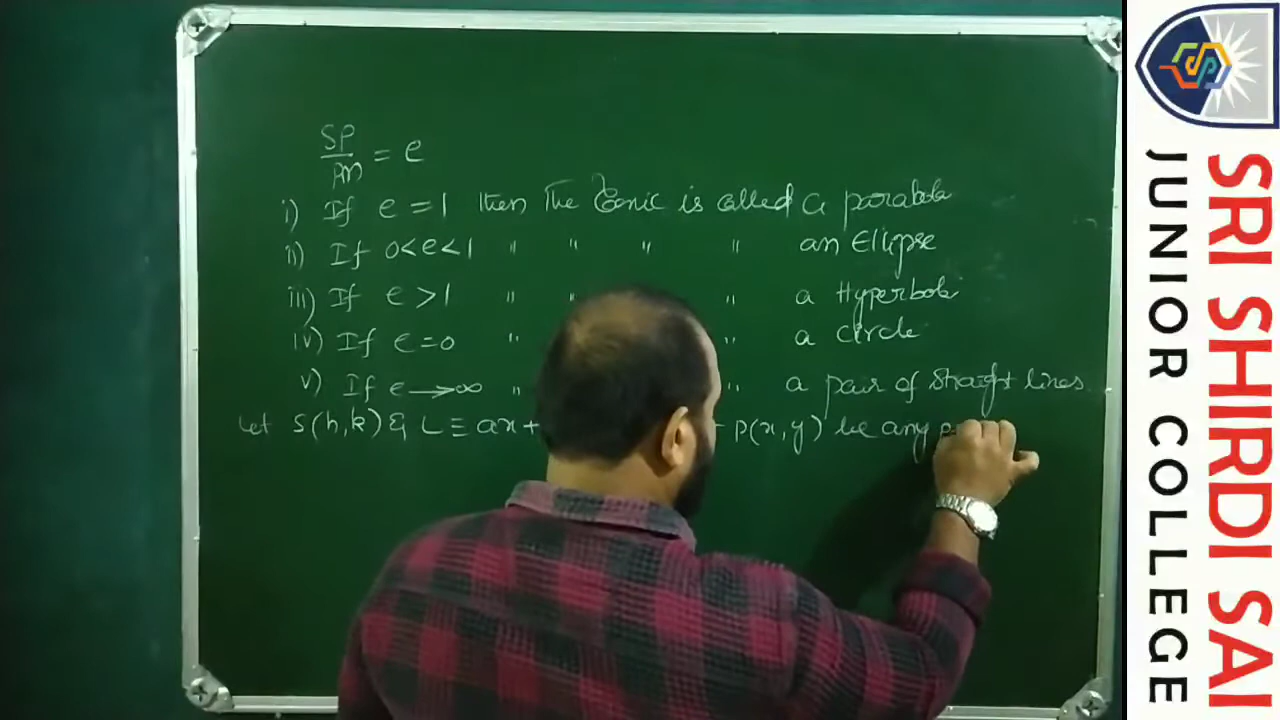 SP
PM = e
i) If e = 1 then The Conic is called a parabola
ii) If 0<e<1 " " " " an Ellipse
iii) If e > 1 " " " a Hyperbola
iv) If e = 0 " " a circle
v) If e → ∞ " " a pair of straight lines.
Let S(h, k) & L ≡ ax + P(x, y) be any
SRI SHIRDI SAI
JUNIOR COLLEGE